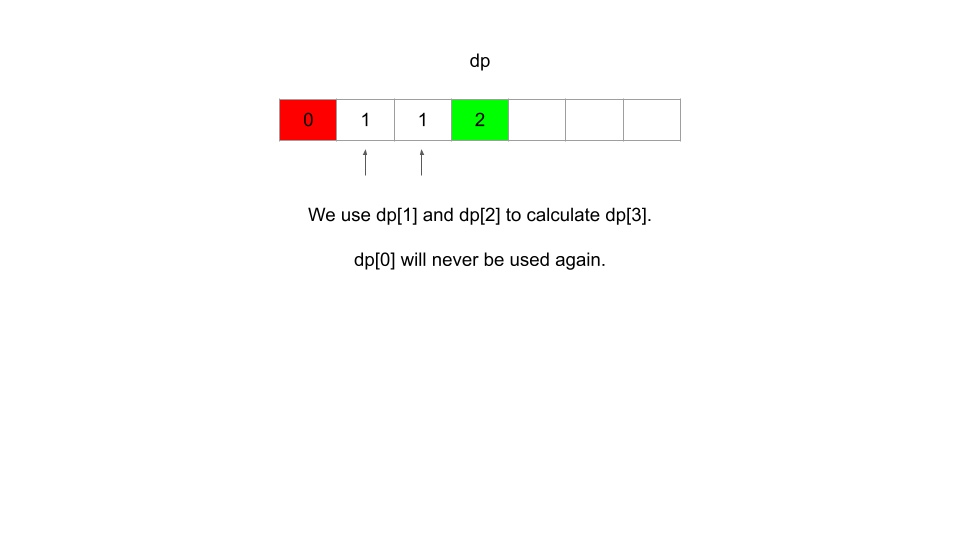 dp
0 1 1 2
We use dp[1] and dp[2] to calculate dp[3].
dp[0] will never be used again.